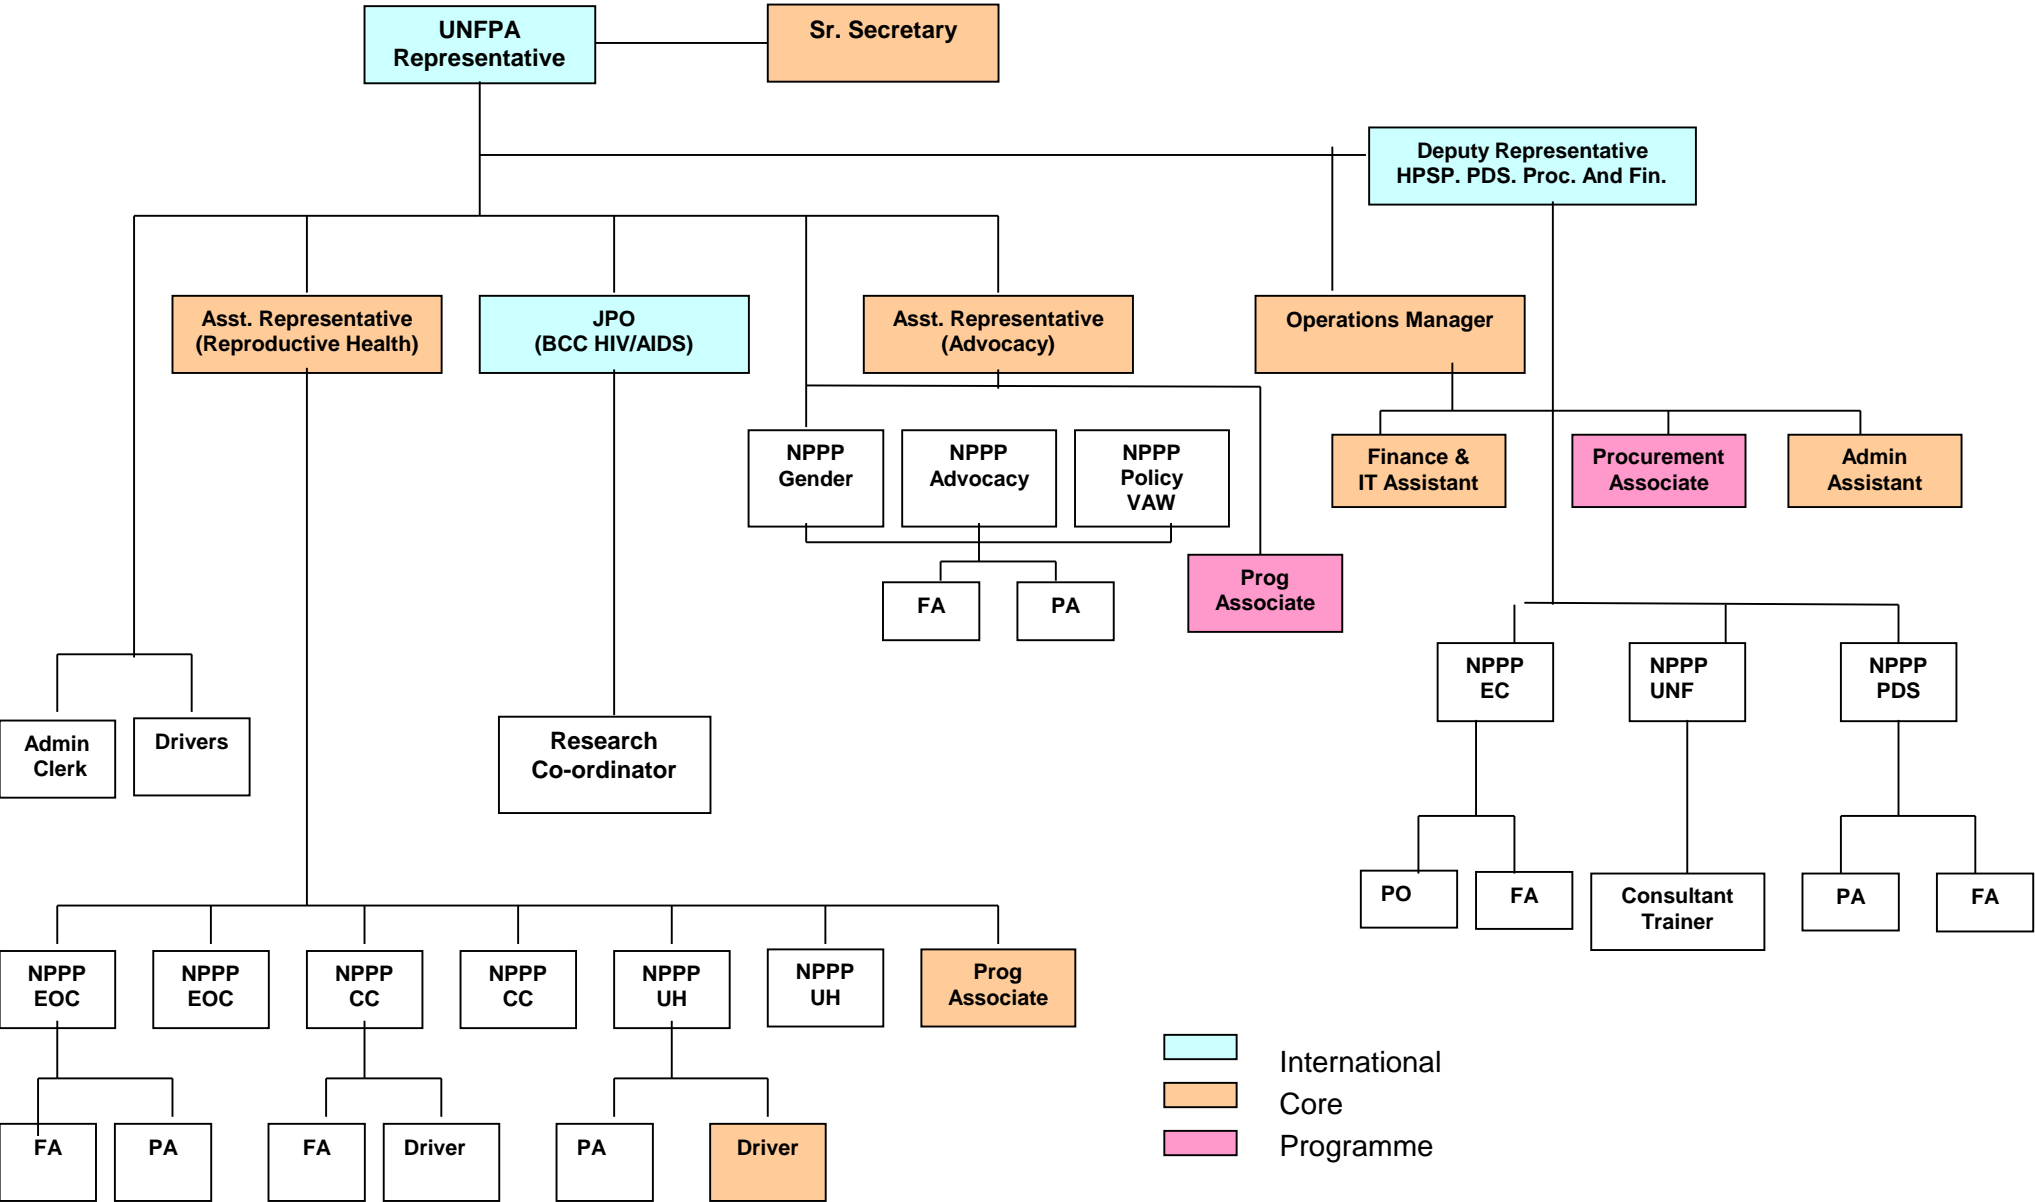 UNFPA
Representative
Sr. Secretary
Deputy Representative
HPSP. PDS. Proc. And Fin.
Asst. Representative
(Reproductive Health)
JPO
(BCC HIV/AIDS)
Asst. Representative
(Advocacy)
Operations Manager
NPPP
Gender
NPPP
Advocacy
NPPP
Policy
VAW
Finance &
IT Assistant
Procurement
Associate
Admin
Assistant
FA
PA
Prog
Associate
NPPP
EC
NPPP
UNF
NPPP
PDS
Admin
Clerk
Drivers
Research
Co-ordinator
PO
FA
Consultant
Trainer
PA
FA
NPPP
EOC
NPPP
EOC
NPPP
CC
NPPP
CC
NPPP
UH
NPPP
UH
Prog
Associate
FA
PA
FA
Driver
PA
Driver
International
Core
Programme